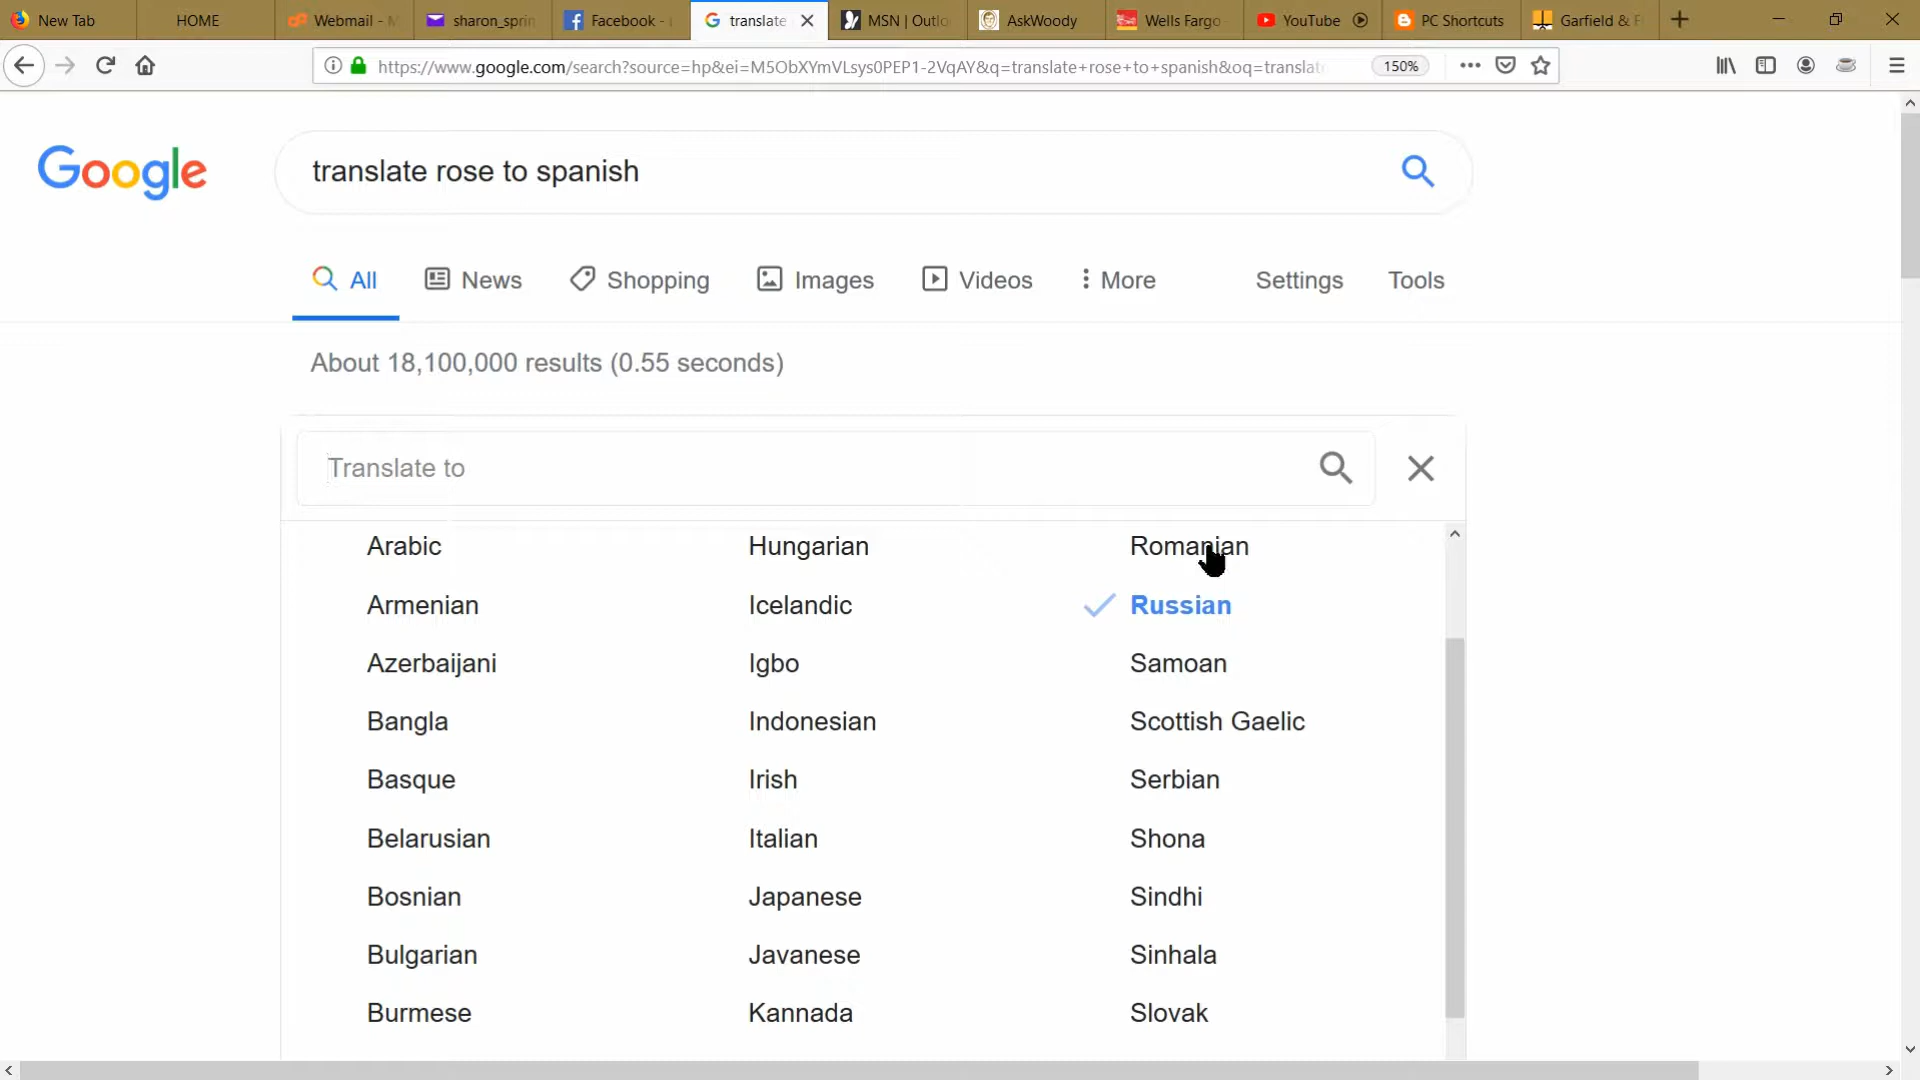 New Tab
HOME
Webmail -
sharon_sprin
Facebook -
translate
MSN | Outlo
AskWoody
Wells Fargo
YouTube
PC Shortcuts
Garfield & F
https://www.google.com/search?source=hp&ei=M5ObXYmVLsys0PEP1-2VqAY&q=translate+rose+to+spanish&oq=translat
150%
Google
translate rose to spanish
All
News
Shopping
Images
Videos
More
Settings
Tools
About 18,100,000 results (0.55 seconds)
Translate to
Arabic
Hungarian
Romanian
Armenian
Icelandic
Russian
Azerbaijani
Igbo
Samoan
Bangla
Indonesian
Scottish Gaelic
Basque
Irish
Serbian
Belarusian
Italian
Shona
Bosnian
Japanese
Sindhi
Bulgarian
Javanese
Sinhala
Burmese
Kannada
Slovak